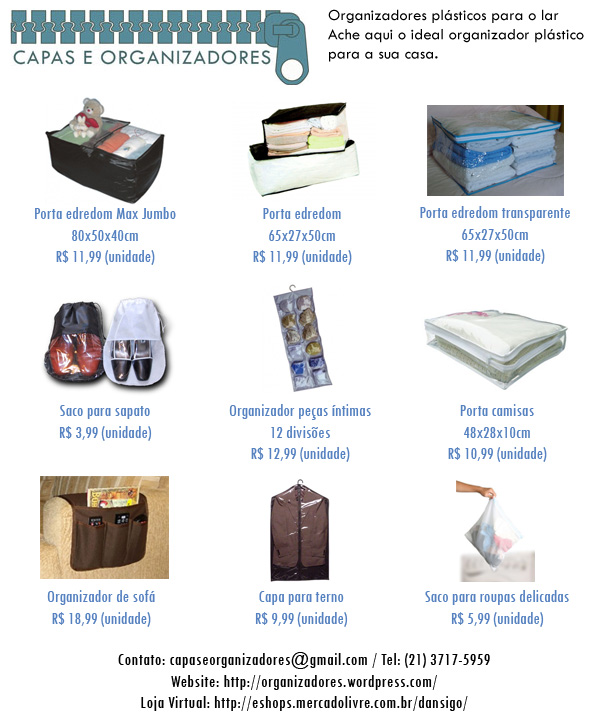 CAPAS E ORGANIZADORES
Organizadores plásticos para o lar
Ache aqui o ideal organizador plástico
para a sua casa.
Porta edredom Max Jumbo
80x50x40cm
R$ 11,99 (unidade)
Porta edredom
65x27x50cm
R$ 11,99 (unidade)
Porta edredom transparente
65x27x50cm
R$ 11,99 (unidade)
Saco para sapato
R$ 3,99 (unidade)
Organizador peças íntimas
12 divisões
R$ 12,99 (unidade)
Porta camisas
48x28x10cm
R$ 10,99 (unidade)
Organizador de sofá
R$ 18,99 (unidade)
Capa para terno
R$ 9,99 (unidade)
Saco para roupas delicadas
R$ 5,99 (unidade)
Contato: capaseorganizadores@gmail.com / Tel: (21) 3717-5959
Website: http://organizadores.wordpress.com/
Loja Virtual: http://eshops.mercadolivre.com.br/dansigo/